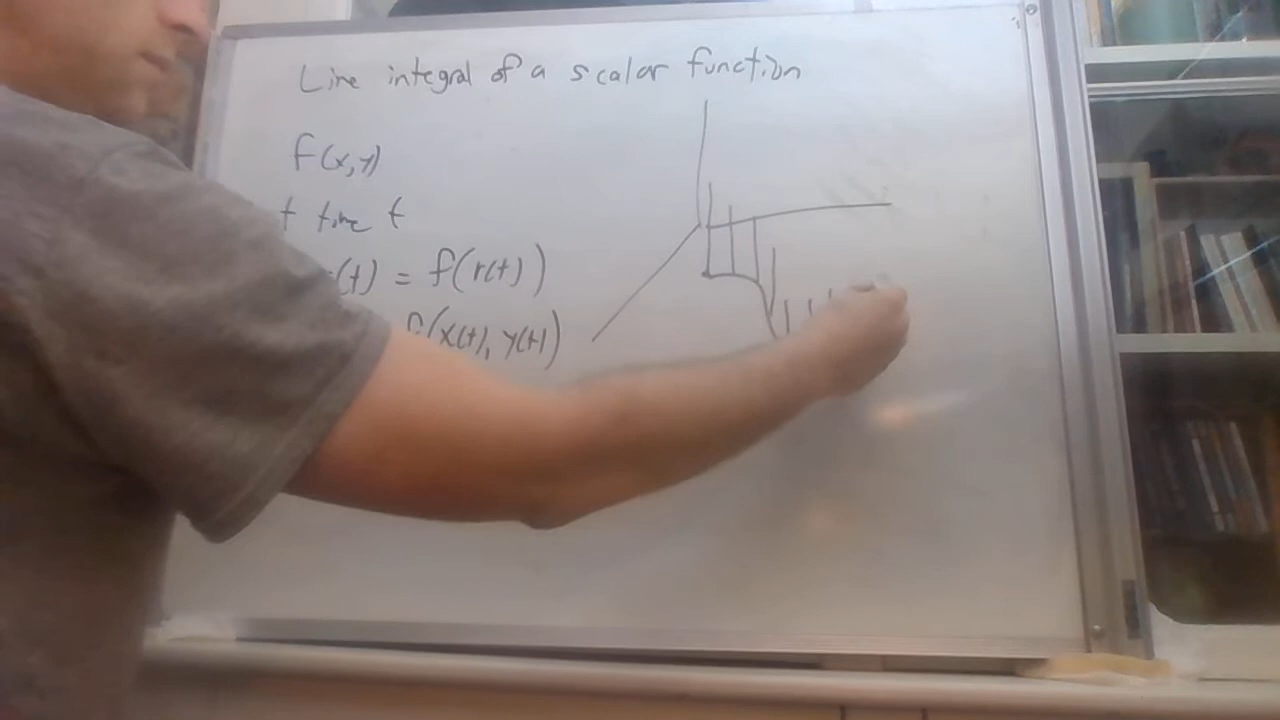 Line integral of a scalar function
f(x,y)
t time t
(t) = f(r(t))
f(x(t), y(t))